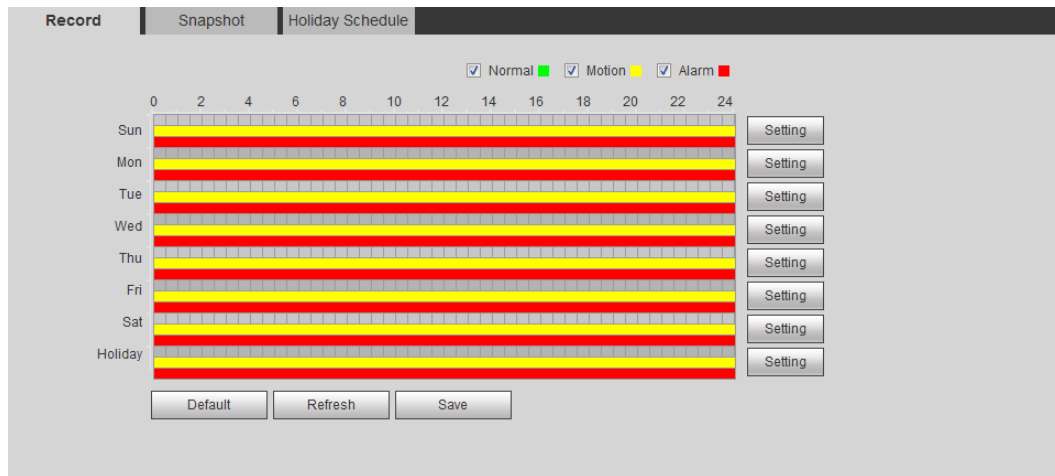 Record Snapshot Holiday Schedule
Normal Motion Alarm
0 2 4 6 8 10 12 14 16 18 20 22 24
Sun Setting
Mon Setting
Tue Setting
Wed Setting
Thu Setting
Fri Setting
Sat Setting
Holiday Setting
Default Refresh Save